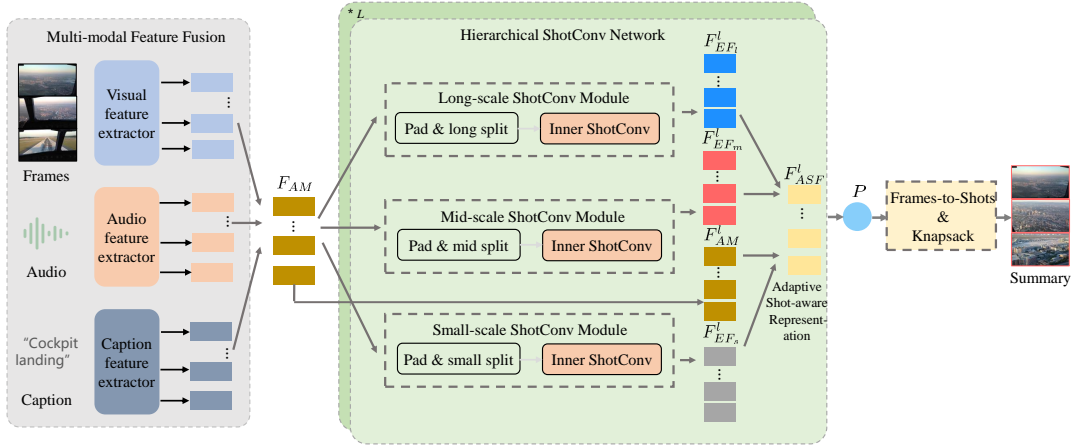 Multi-modal Feature Fusion
Visual
feature
extractor
Frames
Audio
feature
extractor
Audio
"Cockpit
landing"
Caption
feature
extractor
Caption
F_{AM}
* L
Hierarchical ShotConv Network
Long-scale ShotConv Module
Pad & long split
Inner ShotConv
Mid-scale ShotConv Module
Pad & mid split
Inner ShotConv
Small-scale ShotConv Module
Pad & small split
Inner ShotConv
F^l_{EF_l}
F^l_{EF_m}
F^l_{AM}
F^l_{EF_s}
F^l_{ASF}
Adaptive
Shot-aware
Represent-
ation
P
Frames-to-Shots
&
Knapsack
Summary